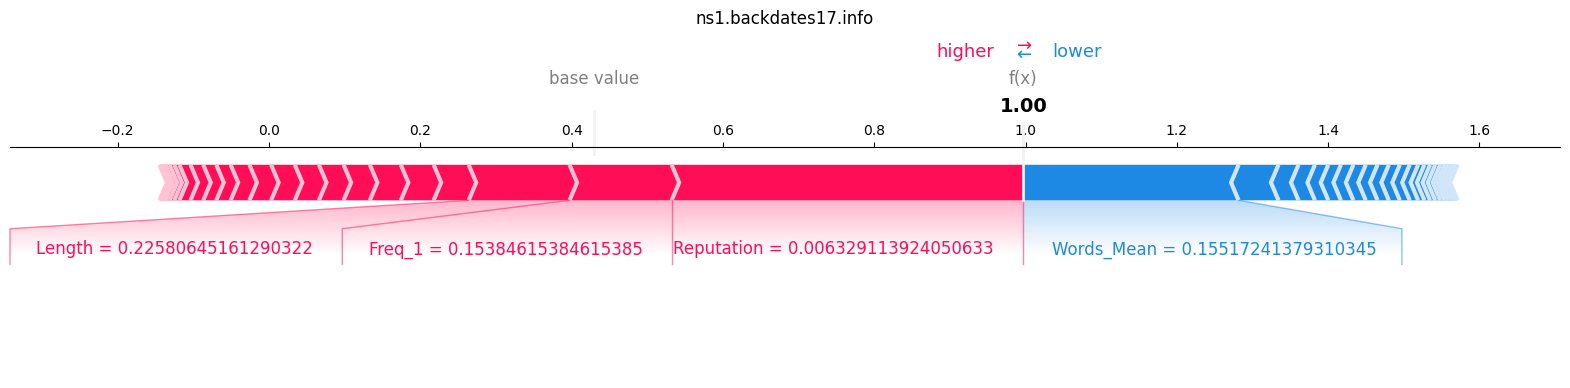 ns1.backdates17.info
higher ⇄ lower
base value f(x)
1.00
−0.2 0.0 0.2 0.4 0.6 0.8 1.0 1.2 1.4 1.6
Length = 0.22580645161290322 Freq_1 = 0.15384615384615385 Reputation = 0.006329113924050633 Words_Mean = 0.15517241379310345